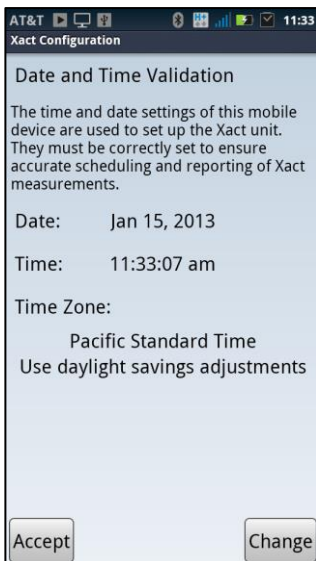 AT&T 11:33
Xact Configuration
Date and Time Validation
The time and date settings of this mobile
device are used to set up the Xact unit.
They must be correctly set to ensure
accurate scheduling and reporting of Xact
measurements.
Date: Jan 15, 2013
Time: 11:33:07 am
Time Zone:
Pacific Standard Time
Use daylight savings adjustments
Accept Change